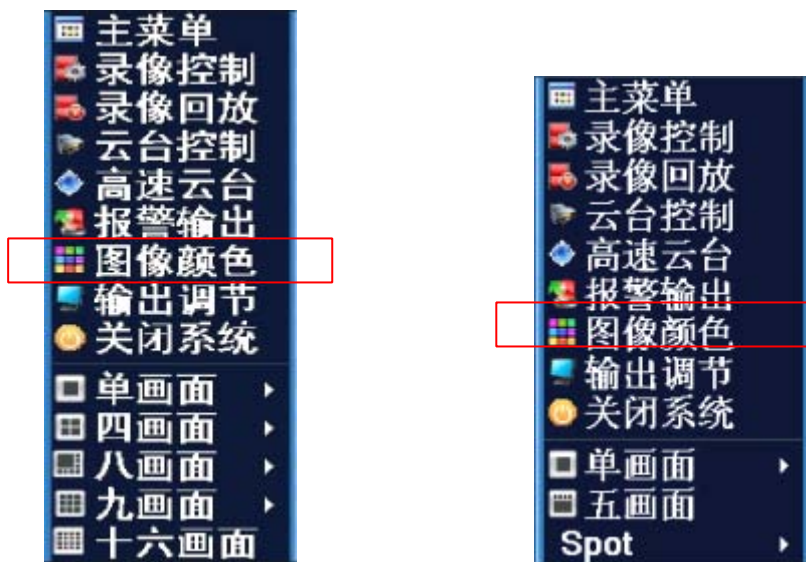 主菜单
录像控制
录像回放
云台控制
高速云台
报警输出
图像颜色
输出调节
关闭系统
单画面
四画面
八画面
九画面
十六画面
主菜单
录像控制
录像回放
云台控制
高速云台
报警输出
图像颜色
输出调节
关闭系统
单画面
五画面
Spot